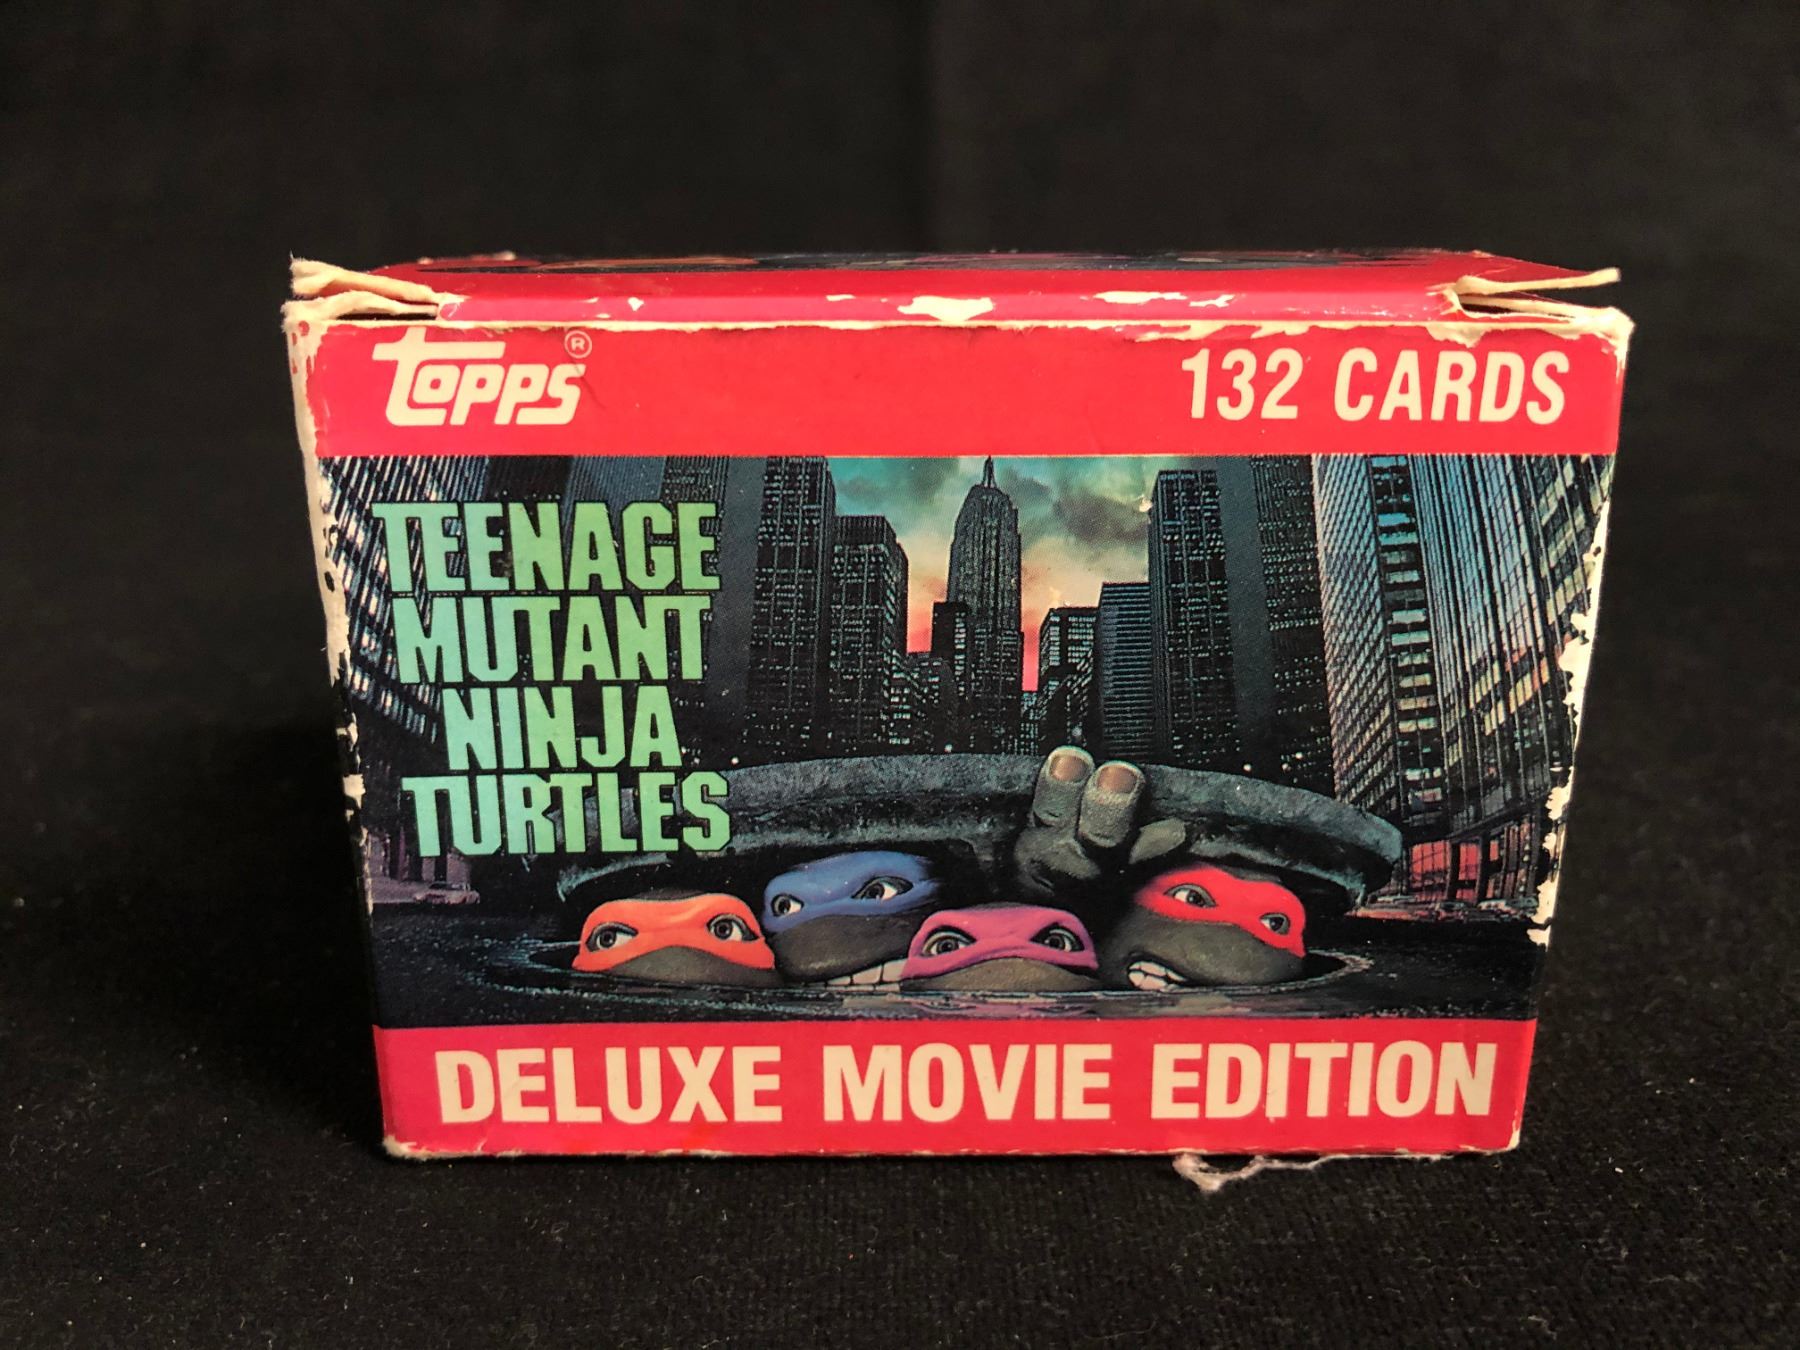 Topps®
132 CARDS
TEENAGE
MUTANT
NINJA
TURTLES
DELUXE MOVIE EDITION